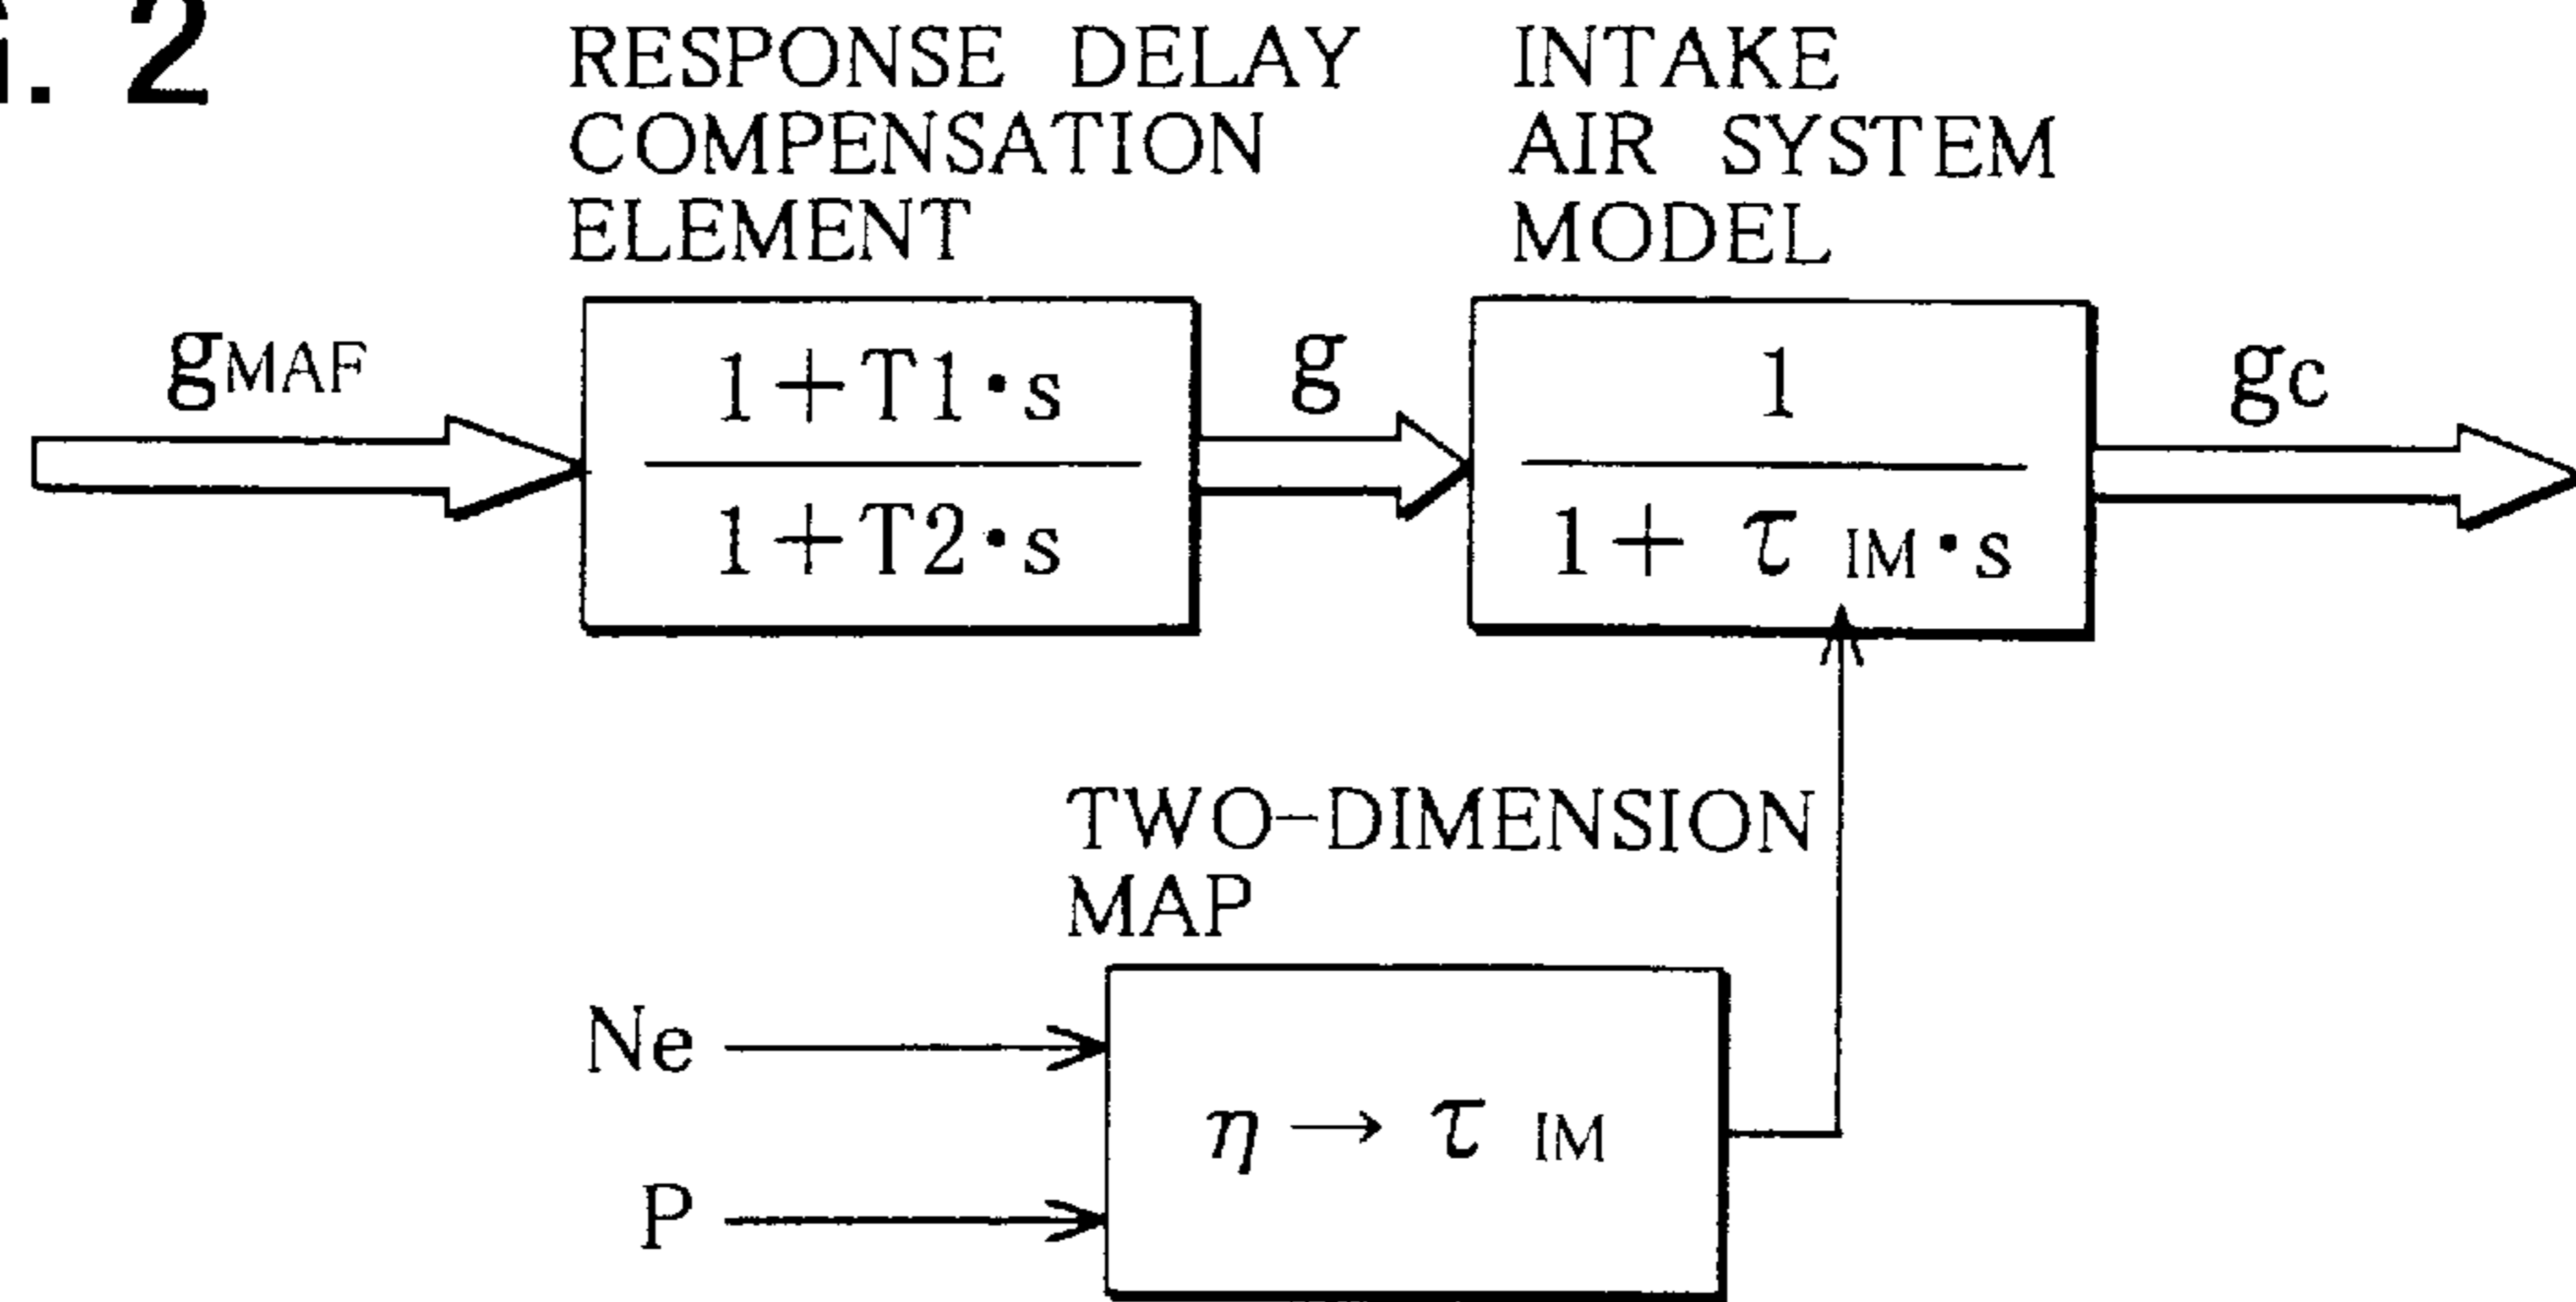 G. 2
RESPONSE DELAY
COMPENSATION
ELEMENT
INTAKE
AIR SYSTEM
MODEL
gMAF
1+T1·s
1+T2·s
g
1
1+ τ IM·s
gc
TWO-DIMENSION
MAP
Ne
P
η → τ IM